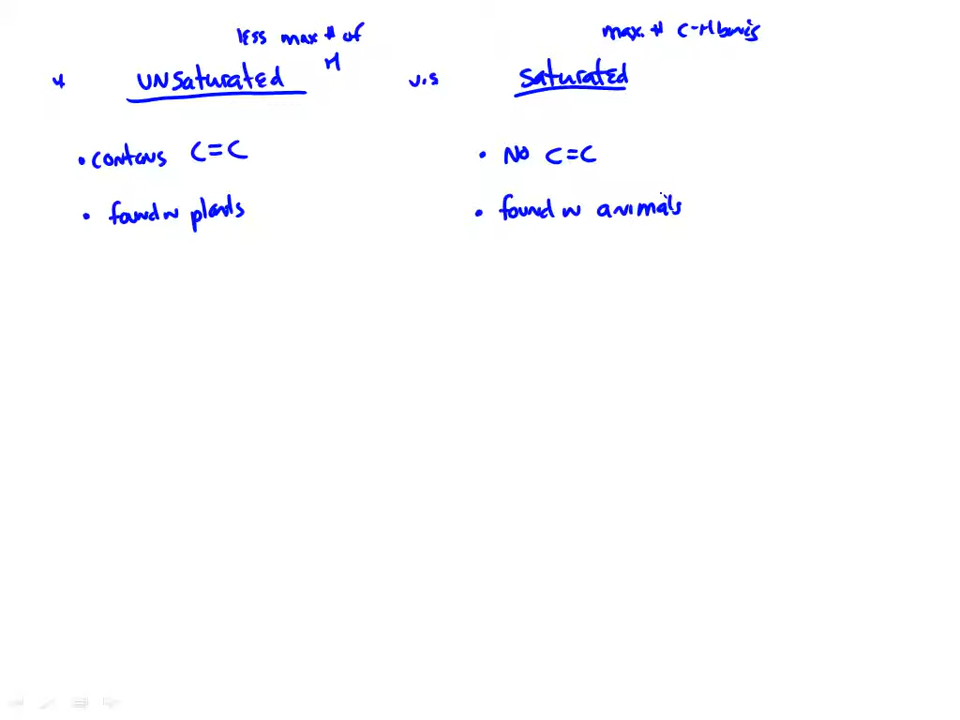 less max # of
H
max. # C-H bonds
* UNSaturated v.s Saturated
• contains C=C
• NO C=C
• found in plants
• found in animals